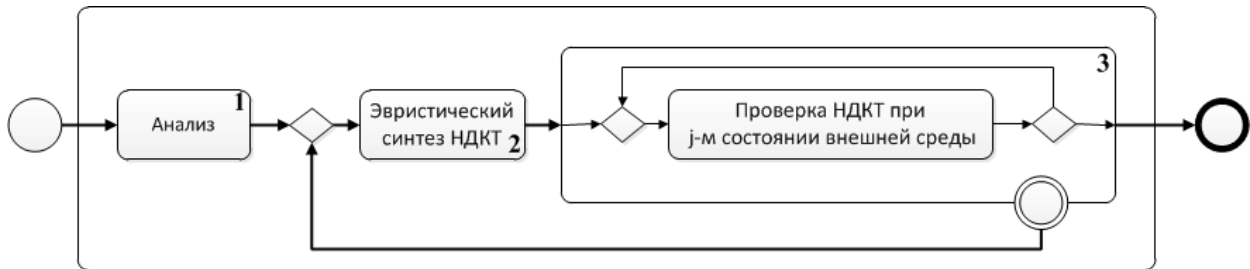 Анализ
1
Эвристический
синтез НДКТ
2
3
Проверка НДКТ при
j-м состоянии внешней среды